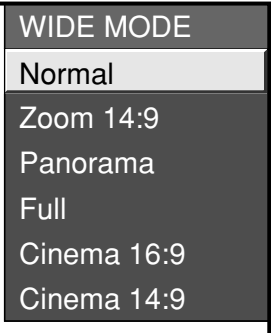 WIDE MODE
Normal
Zoom 14:9
Panorama
Full
Cinema 16:9
Cinema 14:9